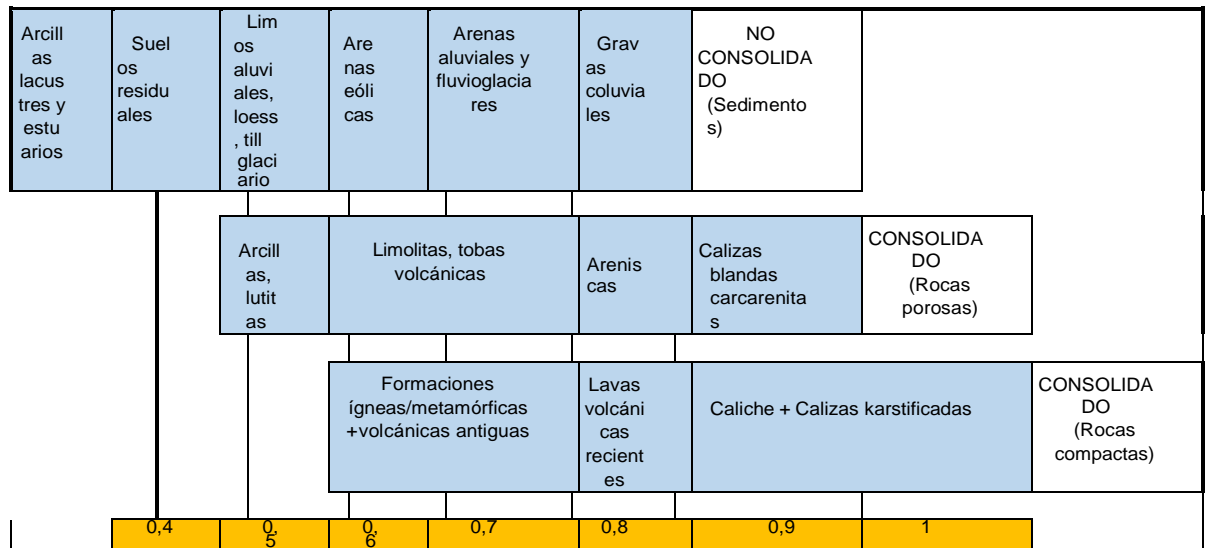 Arcill
as
lacus
tres y
estu
arios
Suel
os
residu
ales
Lim
os
aluvi
ales,
loess
, till
glaci
ario
Are
nas
eóli
cas
Arenas
aluviales y
fluvioglacia
res
Grav
as
coluvia
les
NO
CONSOLIDA
DO
(Sedimento
s)
Arcill
as,
lutit
as
Limolitas, tobas
volcánicas
Arenis
cas
Calizas
blandas
carcarenita
s
CONSOLIDA
DO
(Rocas
porosas)
Formaciones
ígneas/metamórficas
+volcánicas antiguas
Lavas
volcáni
cas
recient
es
Caliche + Calizas karstificadas
CONSOLIDA
DO
(Rocas
compactas)
0,4
0,
5
0,
6
0,7
0,8
0,9
1